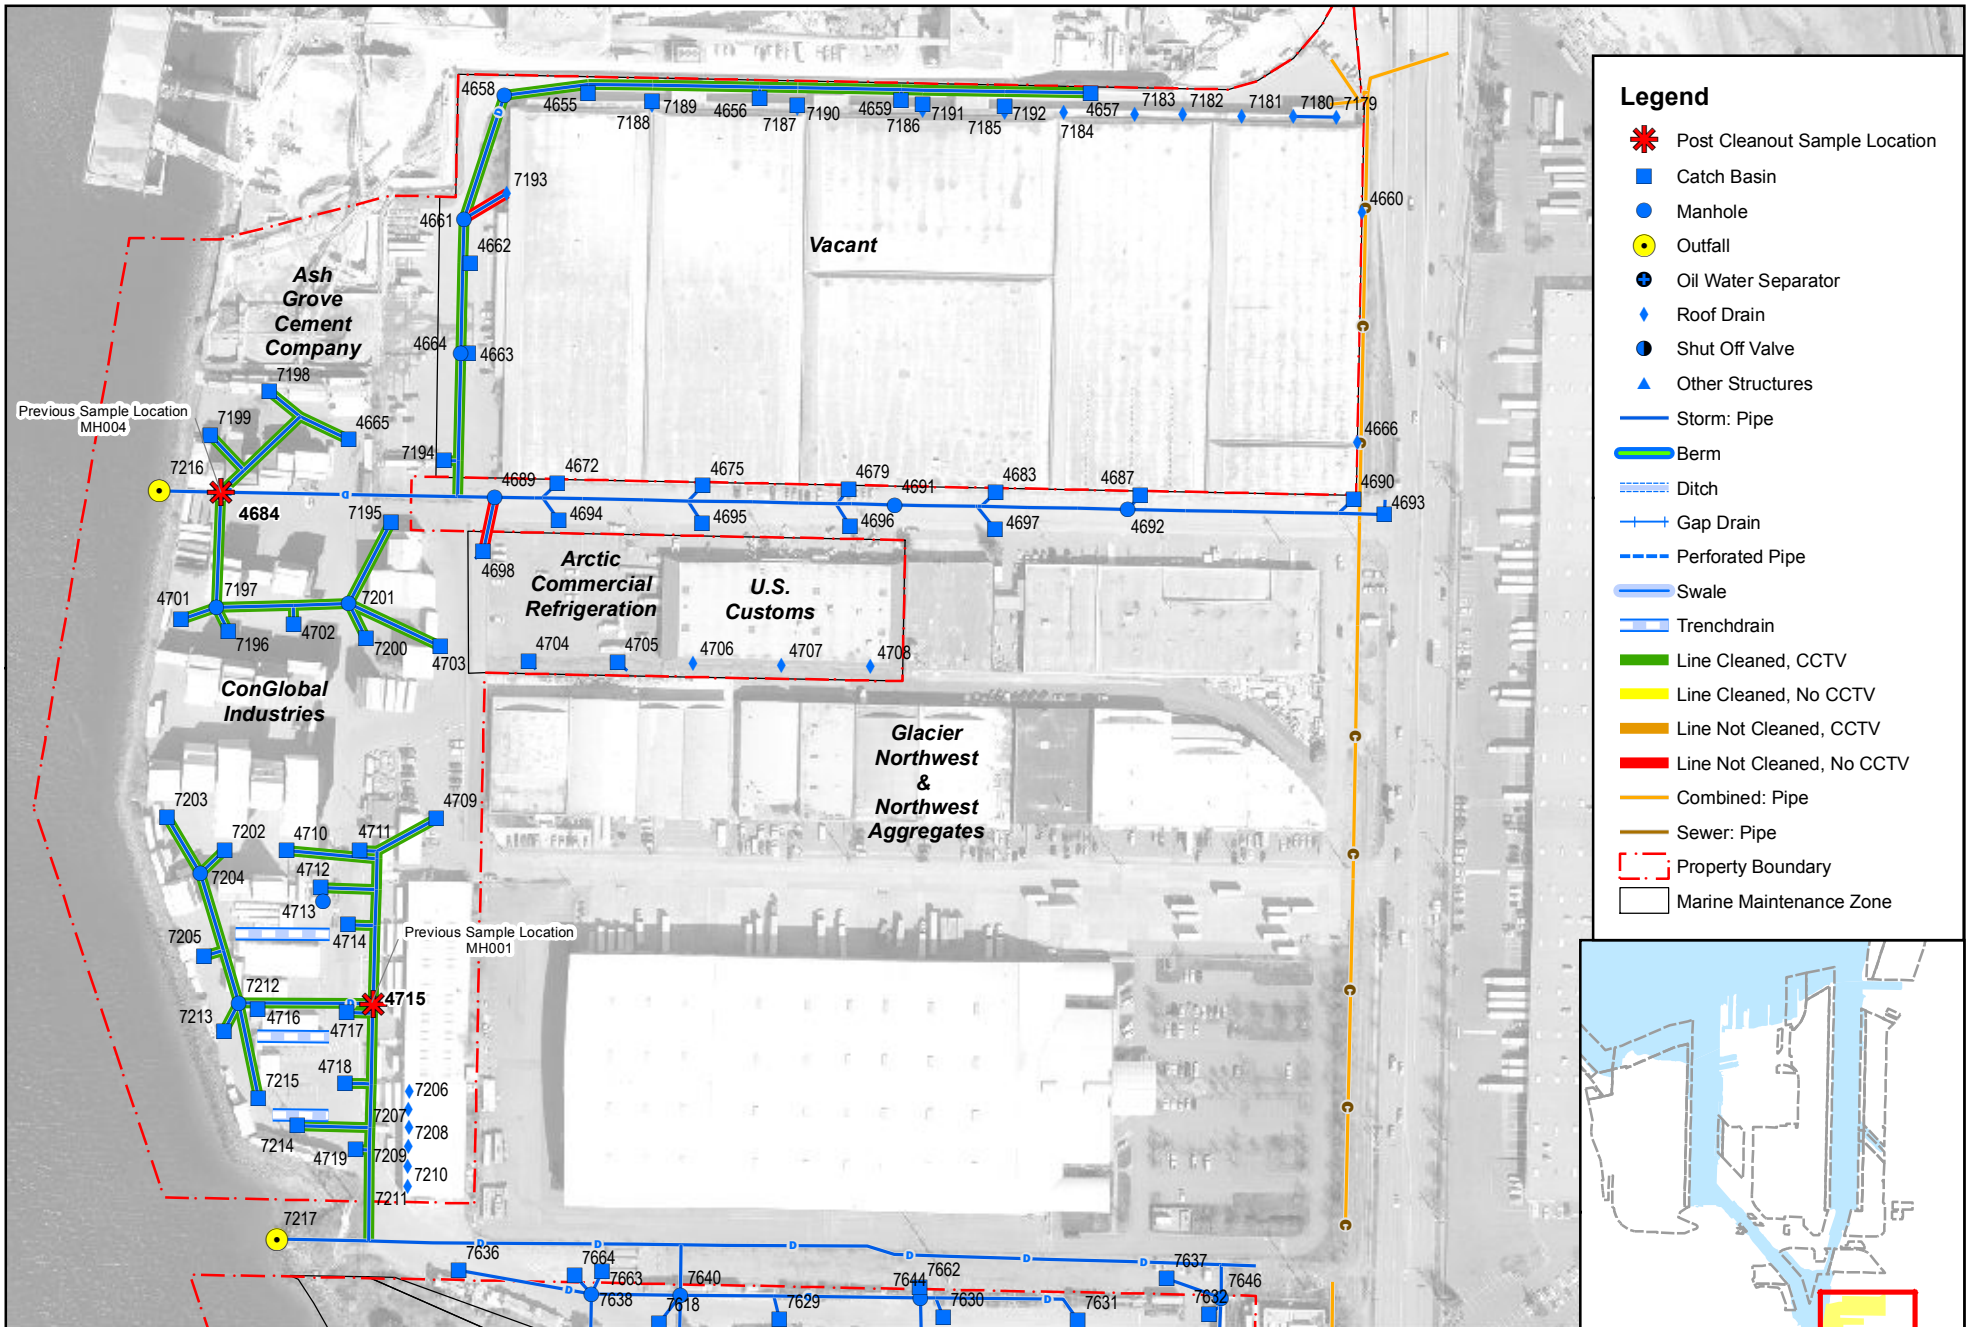 4658
4655
7188
7189
4656
7187
7190
4659
7186
7191
7185
7192
4657
7184
7183
7182
7181
7180
7179
7193
4661
4662
4660
Vacant
Ash
Grove
Cement
Company
4664
4663
7198
Previous Sample Location
MH004
7199
4665
7194
4666
7216
4684
7195
4689
4672
4675
4679
4691
4683
4687
4690
4693
4694
4695
4696
4697
4692
4698
Arctic
Commercial
Refrigeration
U.S.
Customs
4701
7197
7196
4702
7201
7200
4703
4704
4705
4706
4707
4708
ConGlobal
Industries
Glacier
Northwest
&
Northwest
Aggregates
7203
7202
4710
4711
4709
7204
4712
4713
4714
7205
Previous Sample Location
MH001
7212
4715
7213
4716
4717
4718
7215
7206
7207
7208
7214
4719
7209
7210
7211
7217
D
D
D
D
D
D
D
D
D
D
D
C
C
C
C
C
C
C
C
C
7636
7664
7663
7638
7640
7618
7629
7662
7644
7630
7631
7637
7646
7632
Legend
Post Cleanout Sample Location
Catch Basin
Manhole
Outfall
Oil Water Separator
Roof Drain
Shut Off Valve
Other Structures
Storm: Pipe
Berm
Ditch
Gap Drain
Perforated Pipe
Swale
Trenchdrain
Line Cleaned, CCTV
Line Cleaned, No CCTV
Line Not Cleaned, CCTV
Line Not Cleaned, No CCTV
Combined: Pipe
Sewer: Pipe
Property Boundary
Marine Maintenance Zone